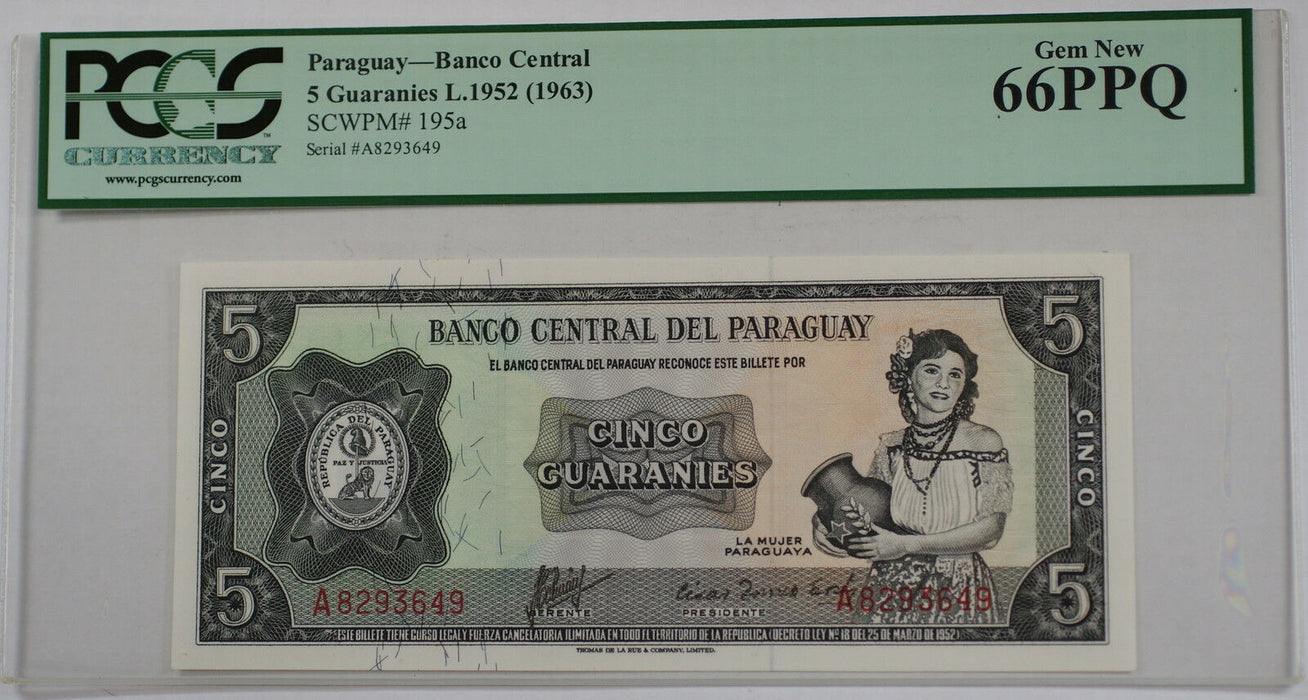 PCGS
CURRENCY
www.pcgscurrency.com
Paraguay—Banco Central
5 Guaranies L.1952 (1963)
SCWPM# 195a
Serial #A8293649
Gem New
66PPQ
5
5
BANCO CENTRAL DEL PARAGUAY
EL BANCO CENTRAL DEL PARAGUAY RECONOCE ESTE BILLETE POR
CINCO
REPÚBLICA DEL PARAGUAY
PAZ Y JUSTICIA
CINCO
GUARANIES
CINCO
LA MUJER
PARAGUAYA
5
A8293649
GERENTE
PRESIDENTE
A8293649
5
ESTE BILLETE TIENE CURSO LEGAL Y FUERZA CANCELATORIA ILIMITADA EN TODO EL TERRITORIO DE LA REPUBLICA (DECRETO LEY Nº 18 DEL 25 DE MARZO DE 1952)
THOMAS DE LA RUE & COMPANY, LIMITED.